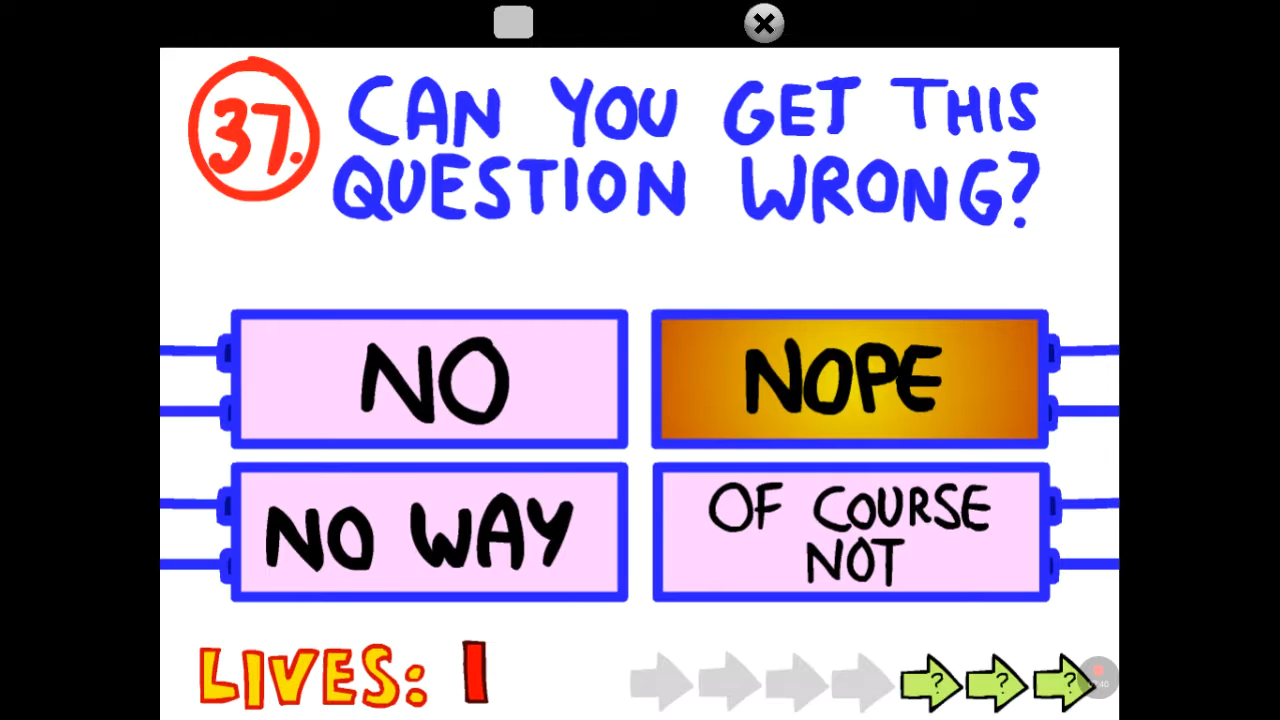 37.
CAN YOU GET THIS
QUESTION WRONG?
NO
NOPE
NO WAY
OF COURSE
NOT
LIVES: 1
? ? ?